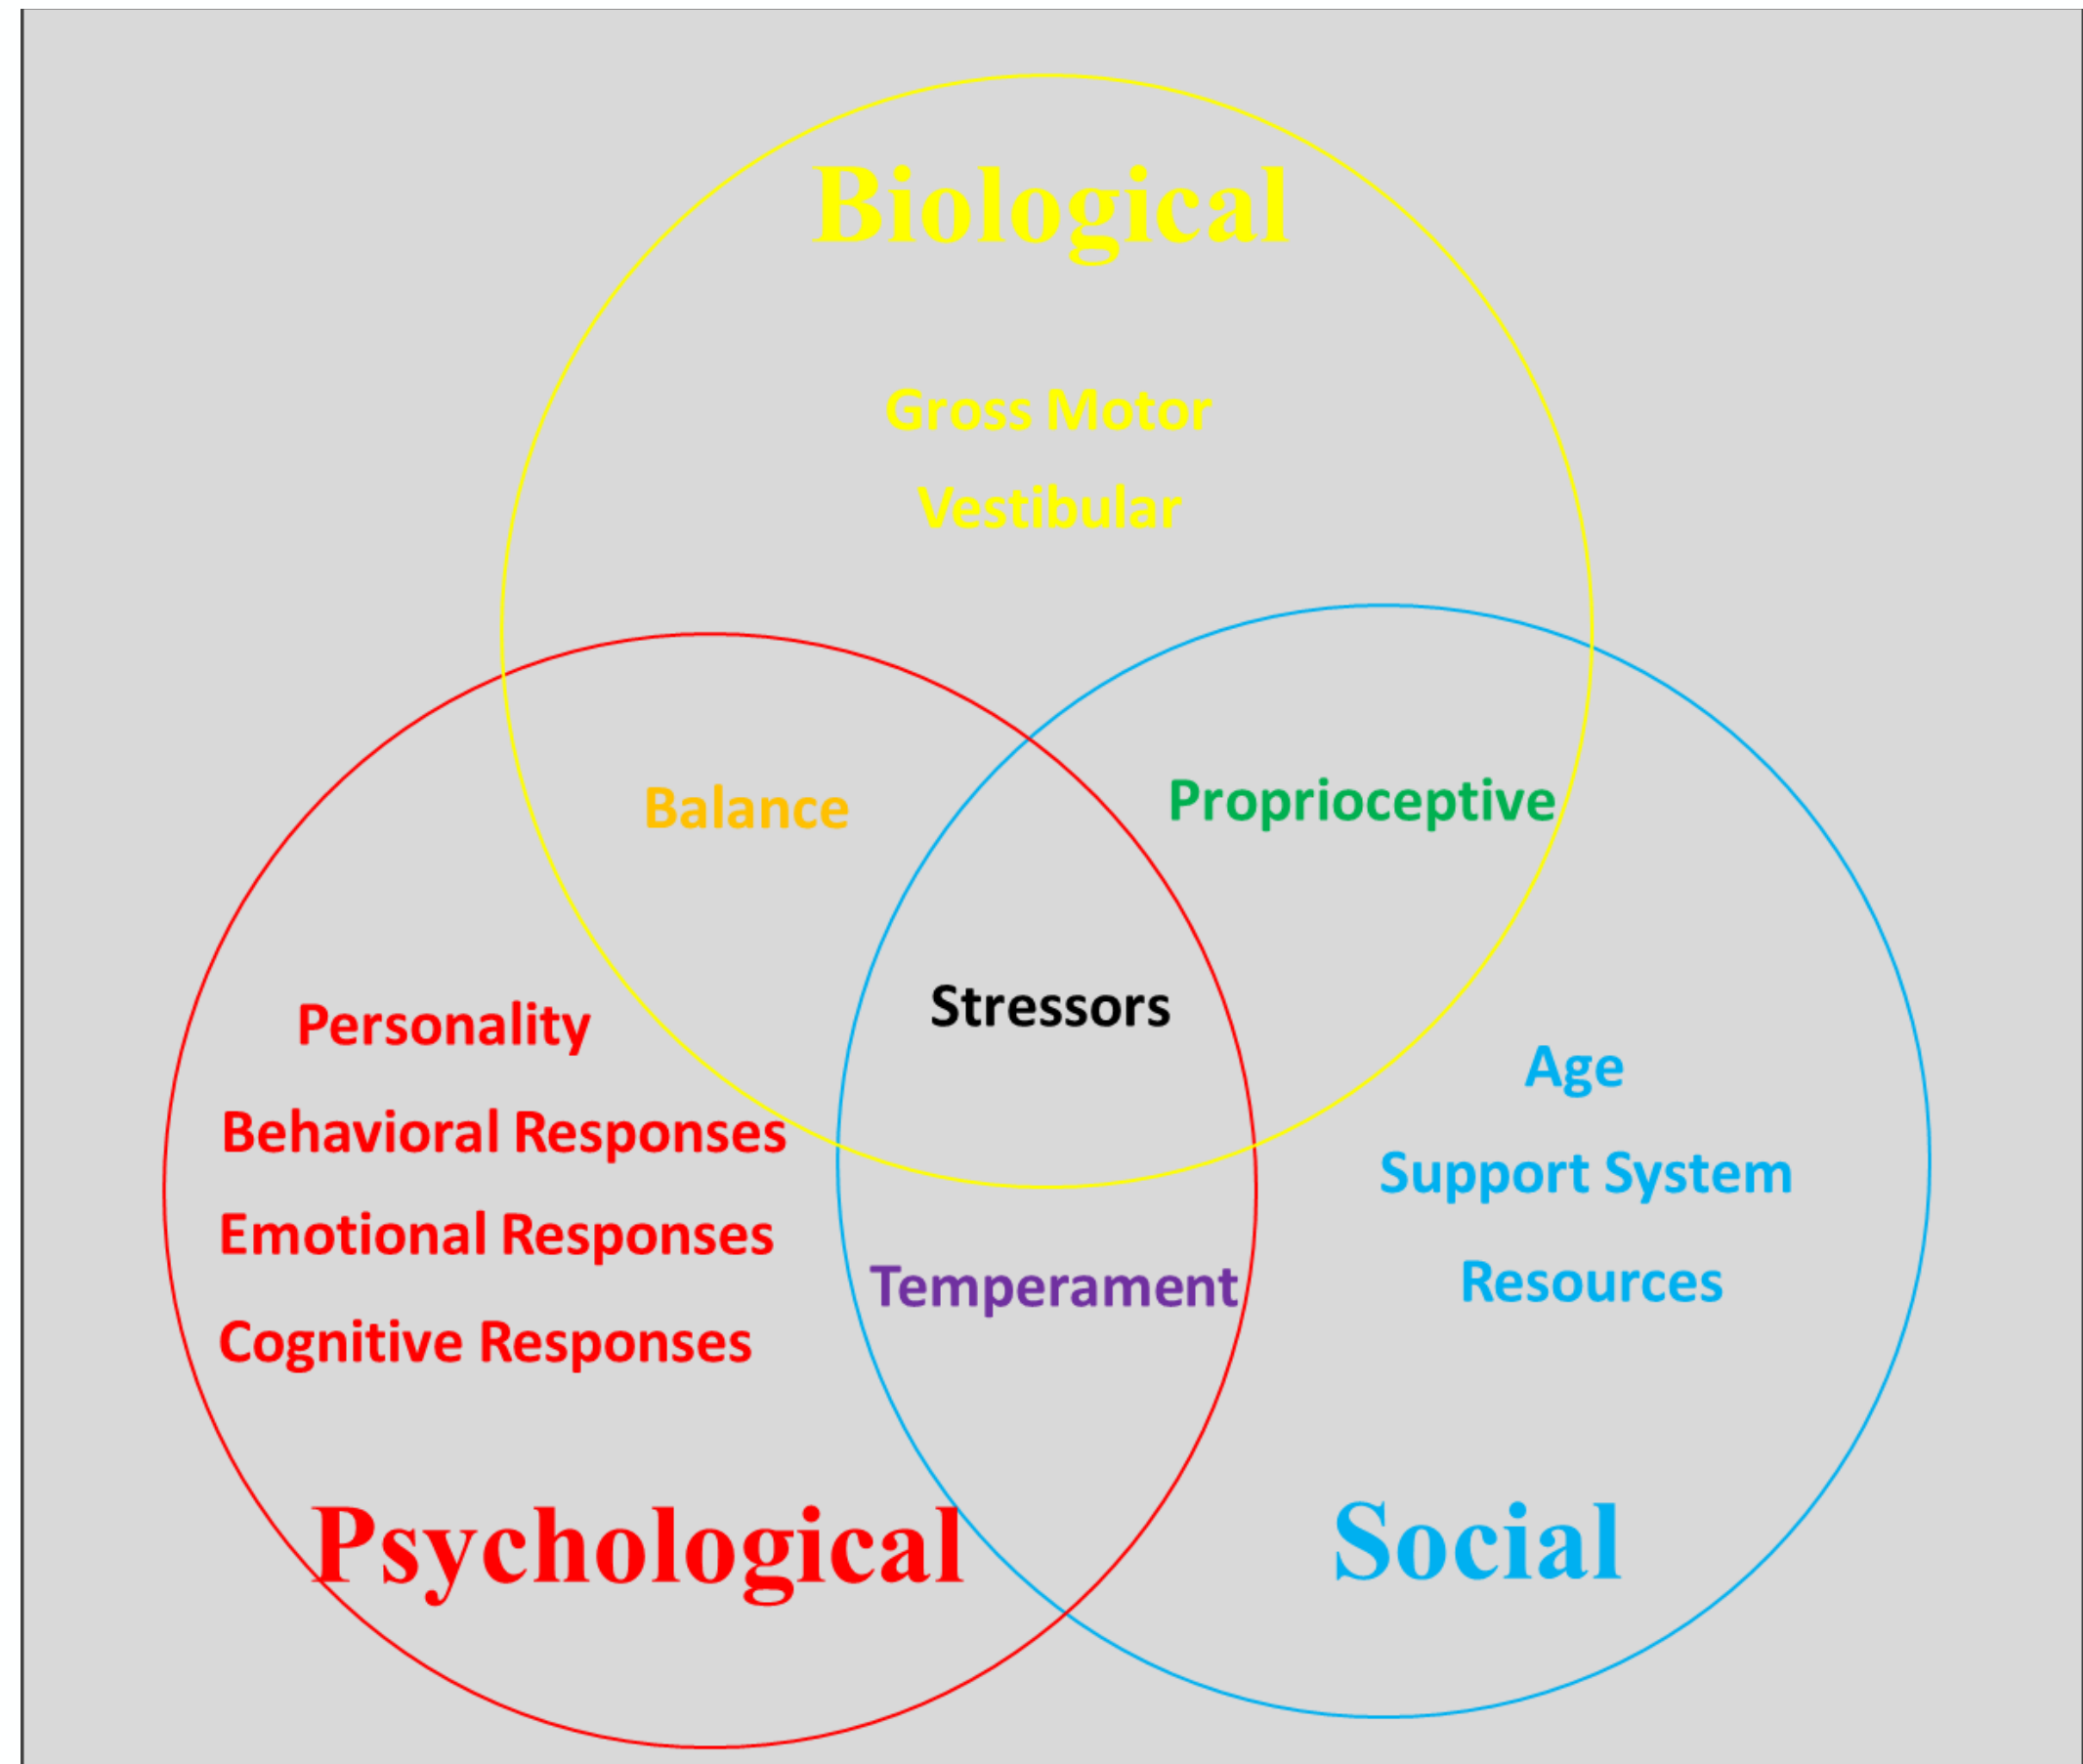 Biological
Gross Motor
Vestibular
Balance
Proprioceptive
Stressors
Personality
Behavioral Responses
Emotional Responses
Cognitive Responses
Temperament
Age
Support System
Resources
Psychological
Social